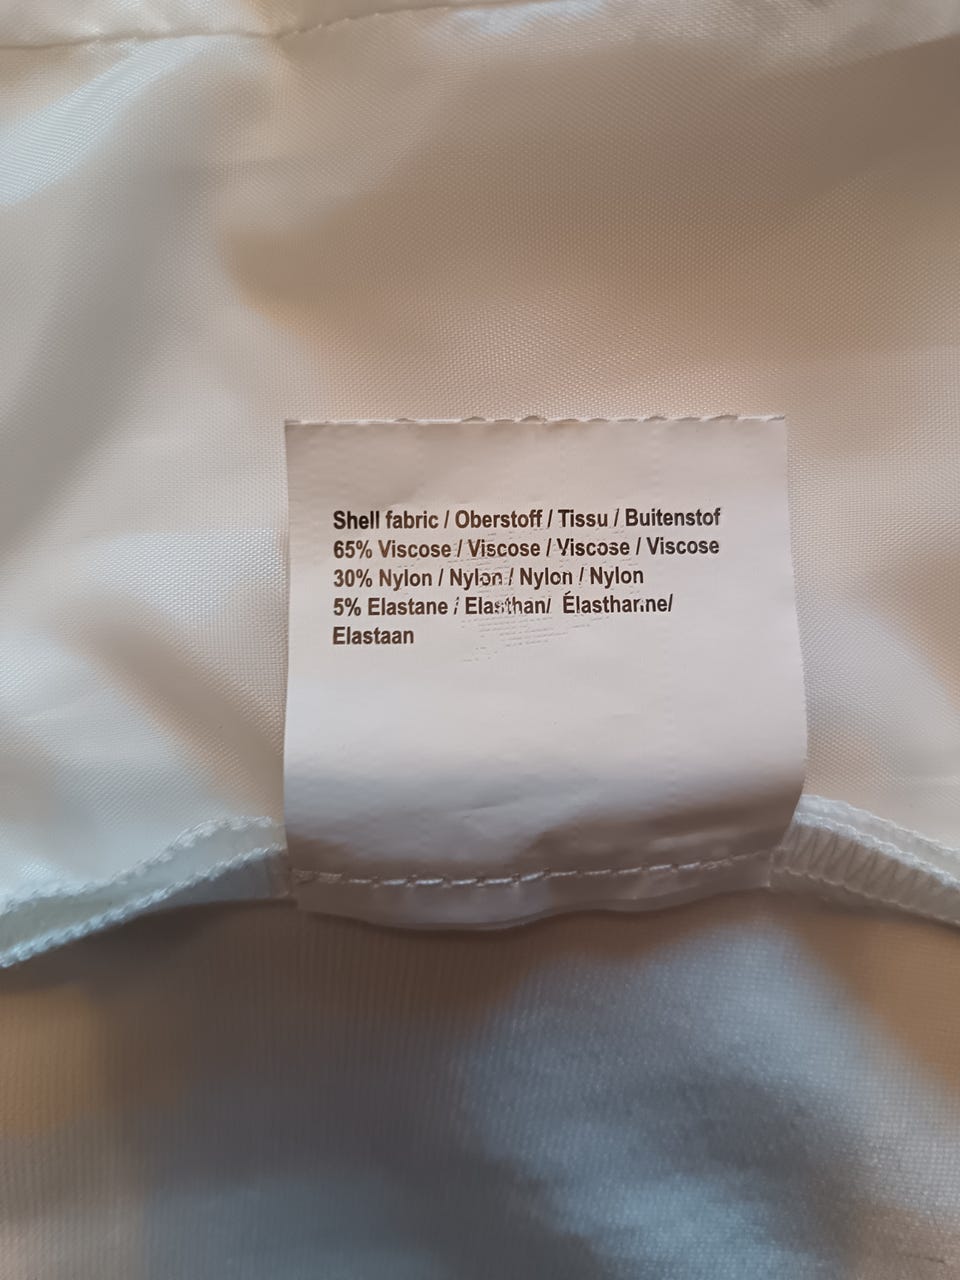 Shell fabric / Oberstoff / Tissu / Buitenstof
65% Viscose / Viscose / Viscose / Viscose
30% Nylon / Nylon / Nylon / Nylon
5% Elastane / Elasthan/ Élasthanne/
Elastaan